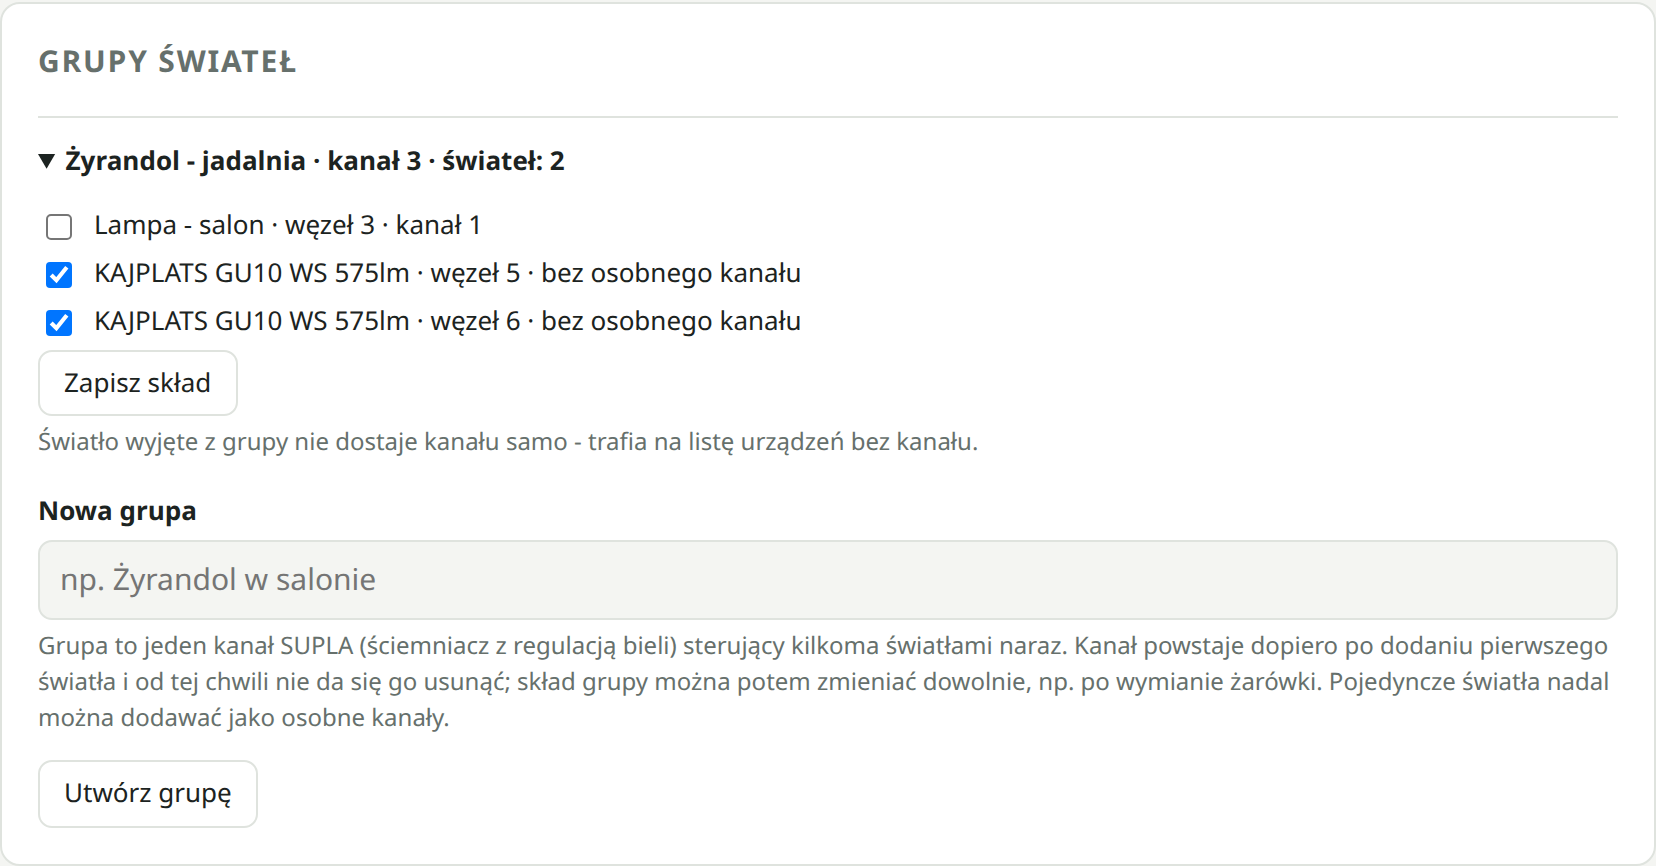 GRUPY ŚWIATEŁ
Żyrandol - jadalnia · kanał 3 · świateł: 2
Lampa - salon · węzeł 3 · kanał 1
KAJPLATS GU10 WS 575lm · węzeł 5 · bez osobnego kanału
KAJPLATS GU10 WS 575lm · węzeł 6 · bez osobnego kanału
Zapisz skład
Światło wyjęte z grupy nie dostaje kanału samo - trafia na listę urządzeń bez kanału.
Nowa grupa
np. Żyrandol w salonie
Grupa to jeden kanał SUPLA (ściemniacz z regulacją bieli) sterujący kilkoma światłami naraz. Kanał powstaje dopiero po dodaniu pierwszego
światła i od tej chwili nie da się go usunąć; skład grupy można potem zmieniać dowolnie, np. po wymianie żarówki. Pojedyncze światła nadal
można dodawać jako osobne kanały.
Utwórz grupę